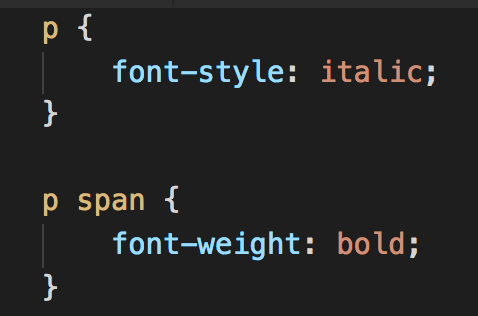 p {
    font-style: italic;
}

p span {
    font-weight: bold;
}